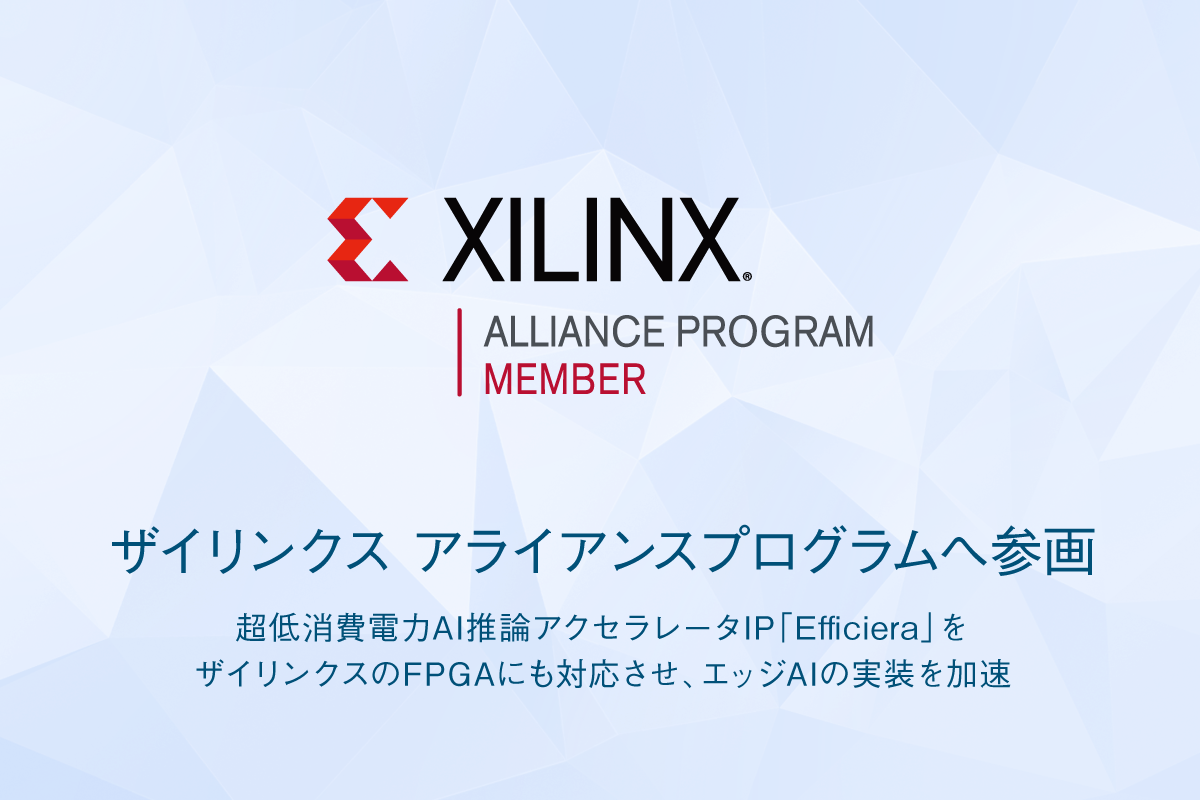 XILINX®
ALLIANCE PROGRAM
MEMBER
ザイリンクス アライアンスプログラムへ参画
超低消費電力AI推論アクセラレータIP「Efficiera」を
ザイリンクスのFPGAにも対応させ、エッジAIの実装を加速